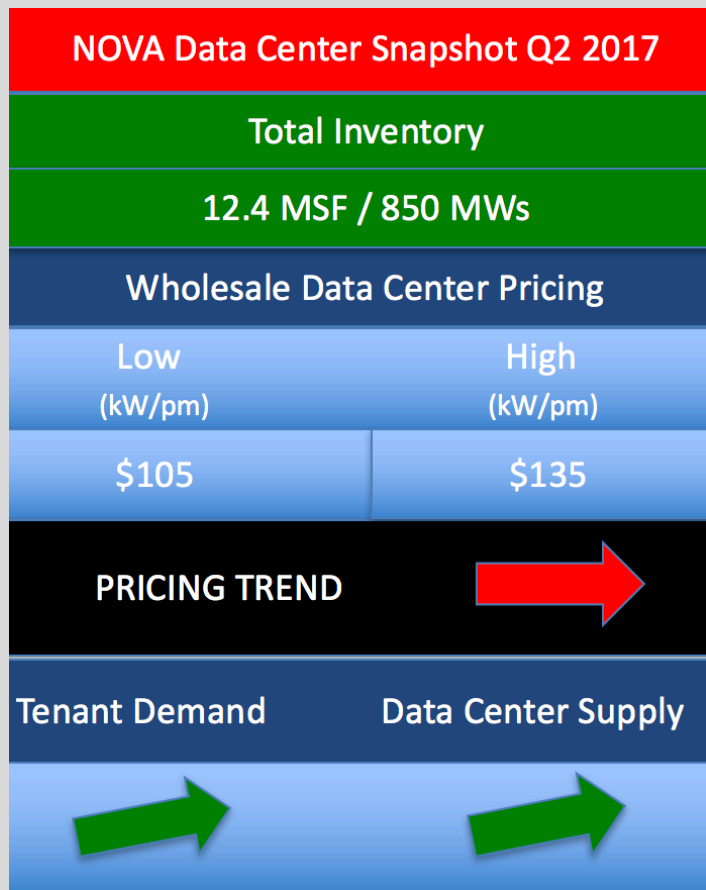 NOVA Data Center Snapshot Q2 2017
Total Inventory
12.4 MSF / 850 MWs
Wholesale Data Center Pricing
Low High
(kW/pm) (kW/pm)
$105 $135
PRICING TREND
Tenant Demand Data Center Supply